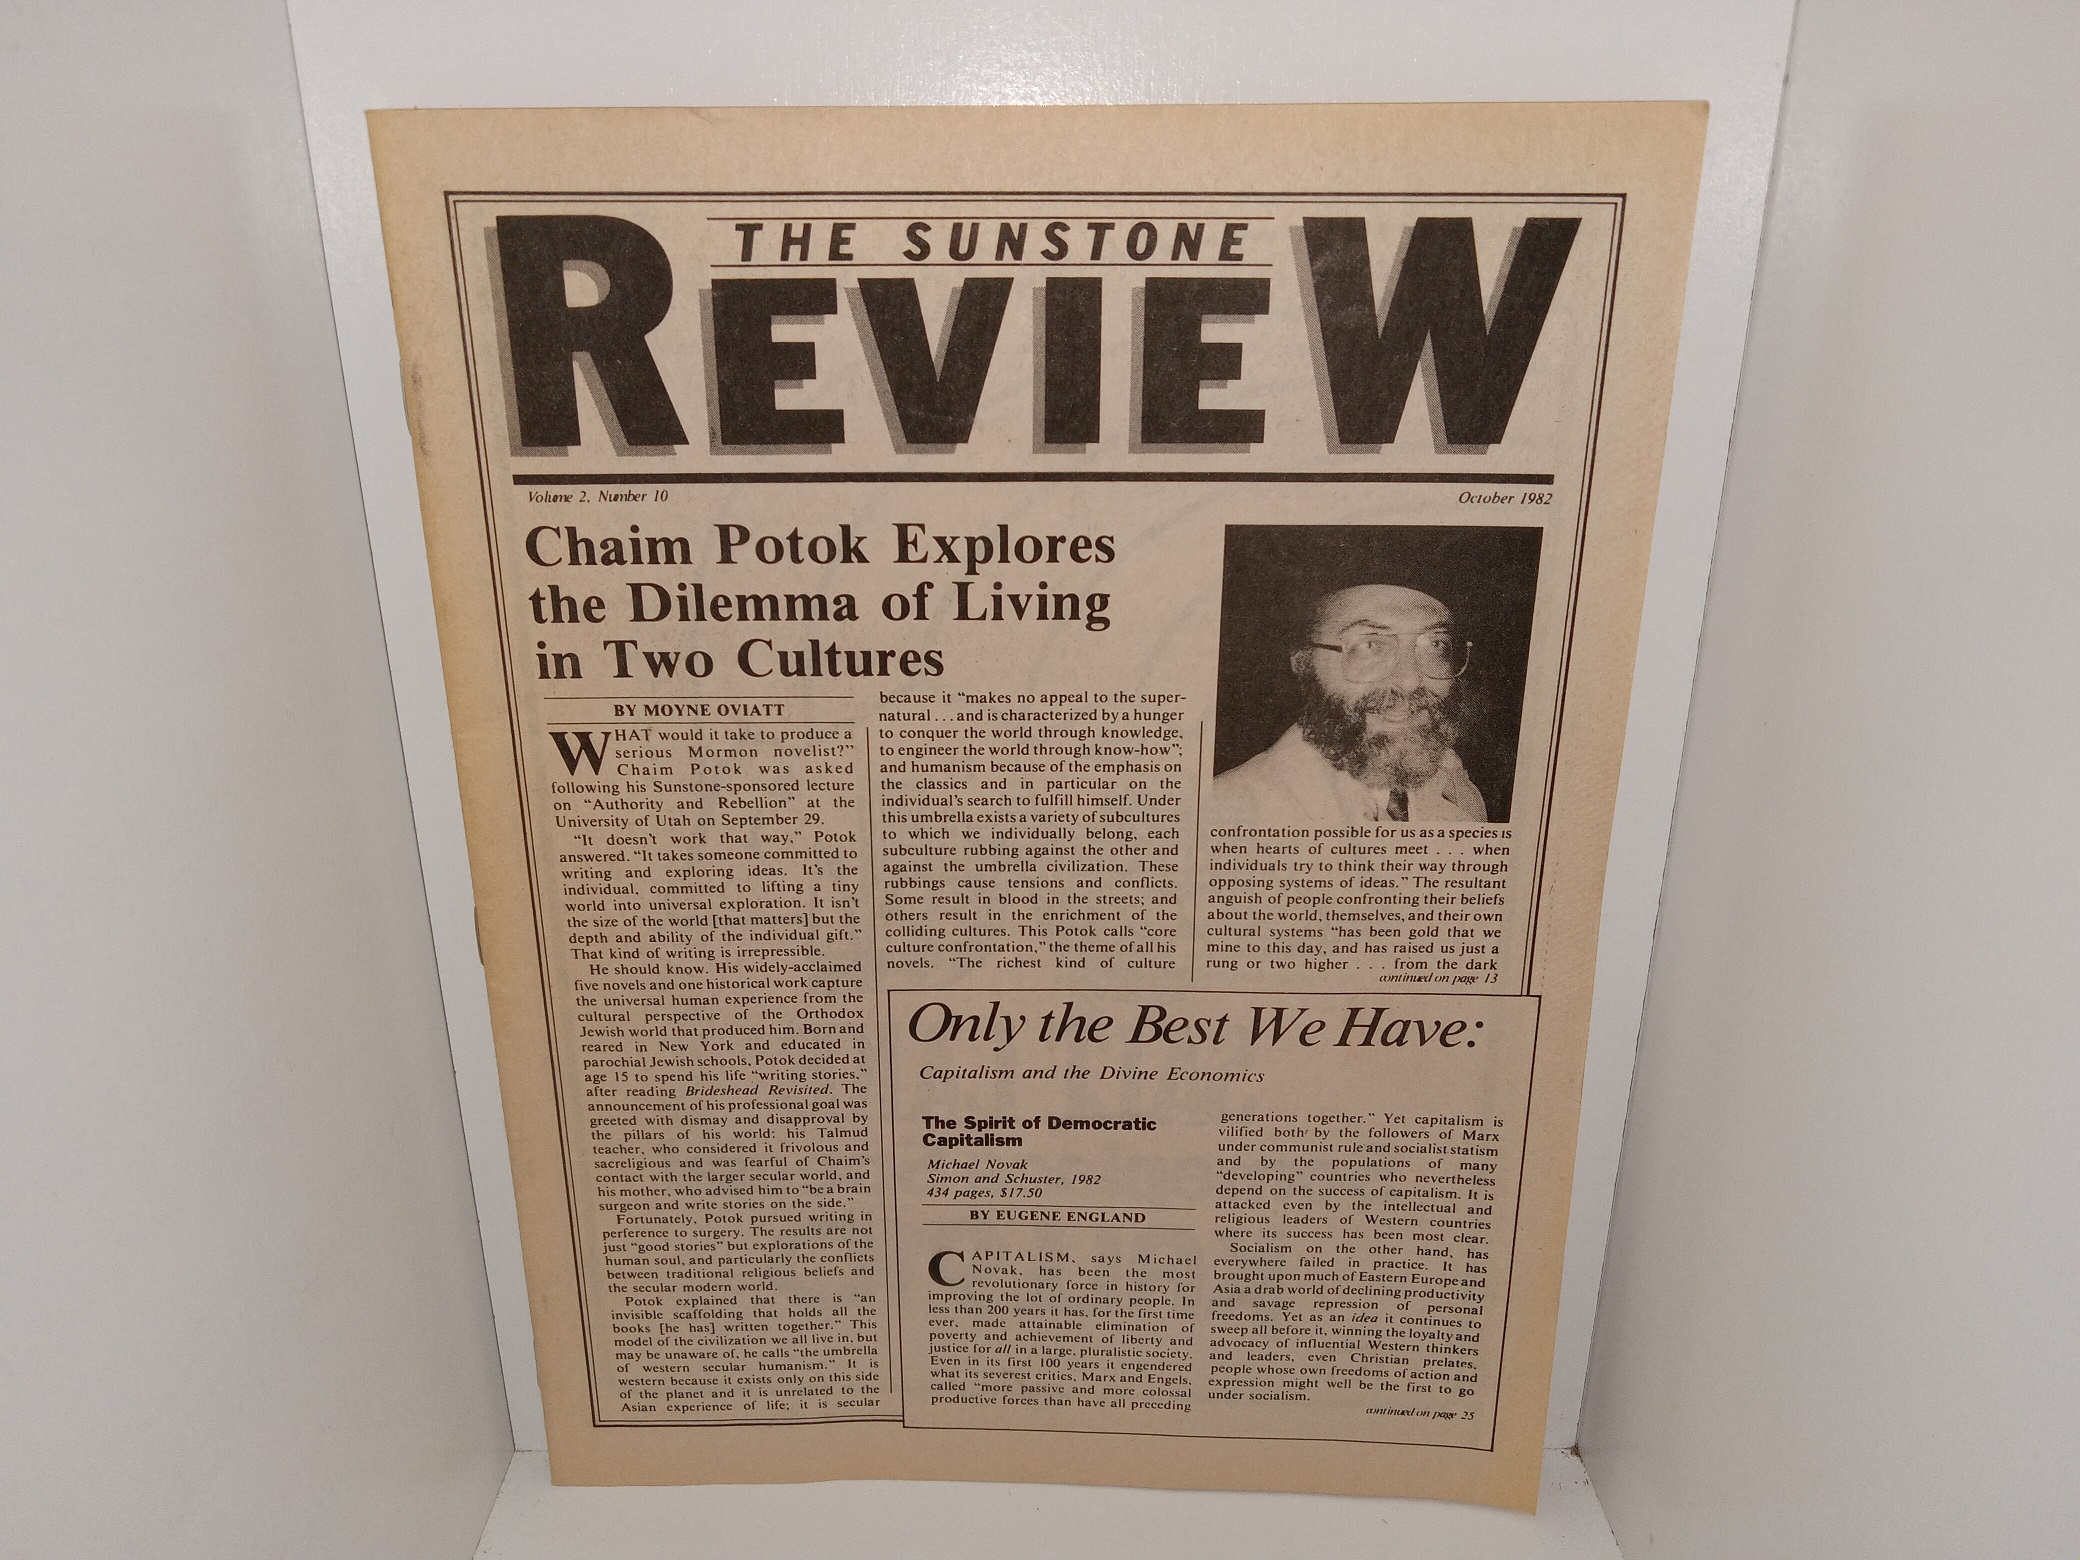 THE SUNSTONE
REVIEW
Volume 2, Number 10
October 1982
Chaim Potok Explores
the Dilemma of Living
in Two Cultures
BY MOYNE OVIATT
WHAT would it take to produce a
serious Mormon novelist?"
Chaim Potok was asked
following his Sunstone-sponsored lecture
on "Authority and Rebellion" at the
University of Utah on September 29.
"It doesn't work that way," Potok
answered. "It takes someone committed to
writing and exploring ideas. It's the
individual, committed to lifting a tiny
world into universal exploration. It isn't
the size of the world [that matters] but the
depth and ability of the individual gift."
That kind of writing is irrepressible.
He should know. His widely-acclaimed
five novels and one historical work capture
the universal human experience from the
cultural perspective of the Orthodox
Jewish world that produced him. Born and
reared in New York and educated in
parochial Jewish schools, Potok decided at
age 15 to spend his life "writing stories,"
after reading Brideshead Revisited. The
announcement of his professional goal was
greeted with dismay and disapproval by
the pillars of his world: his Talmud
teacher, who considered it frivolous and
sacreligious and was fearful of Chaim's
contact with the larger secular world, and
his mother, who advised him to "be a brain
surgeon and write stories on the side."
Fortunately, Potok pursued writing in
perference to surgery. The results are not
just "good stories" but explorations of the
human soul, and particularly the conflicts
between traditional religious beliefs and
the secular modern world.
Potok explained that there is "an
invisible scaffolding that holds all the
books [he has] written together." This
model of the civilization we all live in, but
may be unaware of, he calls "the umbrella
of western secular humanism." It is
western because it exists only on this side
of the planet and it is unrelated to the
Asian experience of life; it is secular
because it "makes no appeal to the super-
natural . . . and is characterized by a hunger
to conquer the world through knowledge,
to engineer the world through know-how";
and humanism because of the emphasis on
the classics and in particular on the
individual's search to fulfill himself. Under
this umbrella exists a variety of subcultures
to which we individually belong, each
subculture rubbing against the other and
against the umbrella civilization. These
rubbings cause tensions and conflicts.
Some result in blood in the streets; and
others result in the enrichment of the
colliding cultures. This Potok calls "core
culture confrontation," the theme of all his
novels. "The richest kind of culture
confrontation possible for us as a species is
when hearts of cultures meet . . . when
individuals try to think their way through
opposing systems of ideas." The resultant
anguish of people confronting their beliefs
about the world, themselves, and their own
cultural systems "has been gold that we
mine to this day, and has raised us just a
rung or two higher . . . from the dark
continued on page 13
Only the Best We Have:
Capitalism and the Divine Economics
The Spirit of Democratic
Capitalism
Michael Novak
Simon and Schuster, 1982
434 pages, $17.50
BY EUGENE ENGLAND
CAPITALISM, says Michael
Novak, has been the most
revolutionary force in history for
improving the lot of ordinary people. In
less than 200 years it has, for the first time
ever, made attainable elimination of
poverty and achievement of liberty and
justice for all in a large, pluralistic society.
Even in its first 100 years it engendered
what its severest critics, Marx and Engels,
called "more passive and more colossal
productive forces than have all preceding
generations together." Yet capitalism is
vilified both by the followers of Marx
under communist rule and socialist statism
and by the populations of many
"developing" countries who nevertheless
depend on the success of capitalism. It is
attacked even by the intellectual and
religious leaders of Western countries
where its success has been most clear.
Socialism on the other hand, has
everywhere failed in practice. It has
brought upon much of Eastern Europe and
Asia a drab world of declining productivity
and savage repression of personal
freedoms. Yet as an idea it continues to
sweep all before it, winning the loyalty and
advocacy of influential Western thinkers
and leaders, even Christian prelates,
people whose own freedoms of action and
expression might well be the first to go
under socialism.
continued on page 25